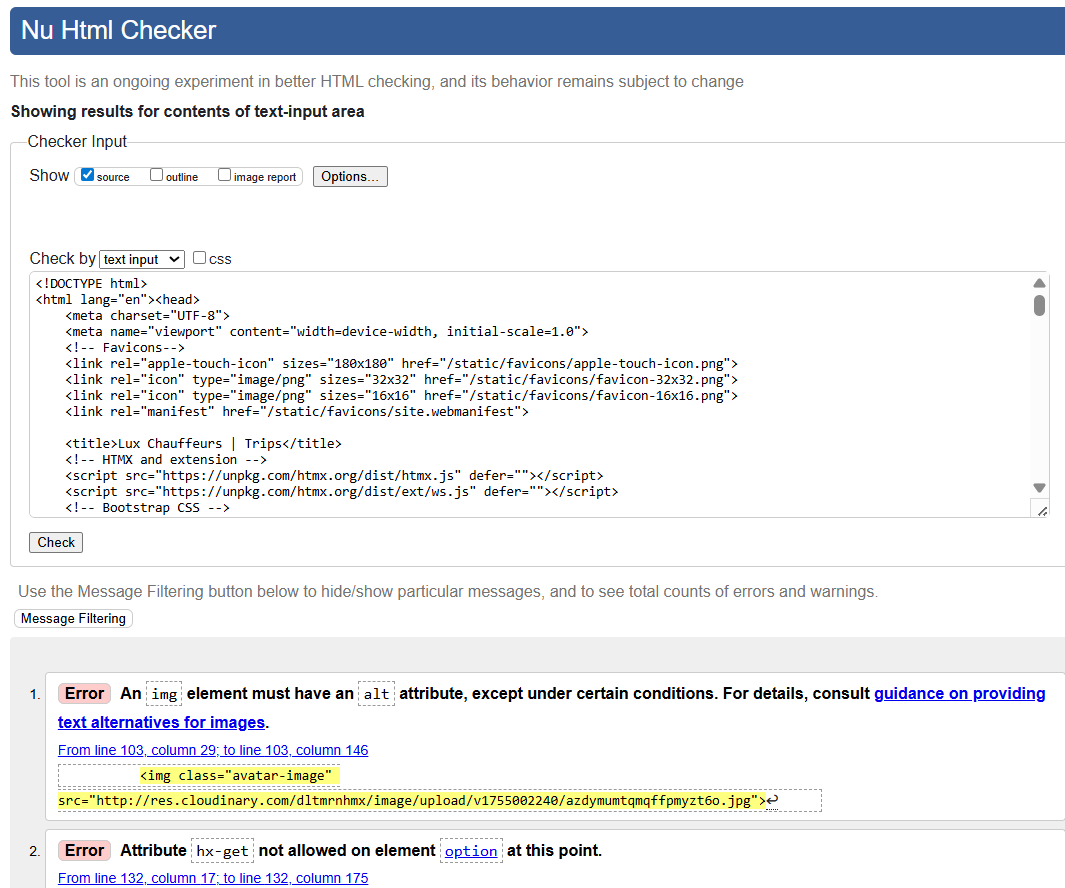 Nu Html Checker
This tool is an ongoing experiment in better HTML checking, and its behavior remains subject to change
Showing results for contents of text-input area
Checker Input
Show source outline image report Options...
Check by text input css
<!DOCTYPE html>
<html lang="en"><head>
    <meta charset="UTF-8">
    <meta name="viewport" content="width=device-width, initial-scale=1.0">
    <!-- Favicons-->
    <link rel="apple-touch-icon" sizes="180x180" href="/static/favicons/apple-touch-icon.png">
    <link rel="icon" type="image/png" sizes="32x32" href="/static/favicons/favicon-32x32.png">
    <link rel="icon" type="image/png" sizes="16x16" href="/static/favicons/favicon-16x16.png">
    <link rel="manifest" href="/static/favicons/site.webmanifest">
    <title>Lux Chauffeurs | Trips</title>
    <!-- HTMX and extension -->
    <script src="https://unpkg.com/htmx.org/dist/htmx.js" defer=""></script>
    <script src="https://unpkg.com/htmx.org/dist/ext/ws.js" defer=""></script>
    <!-- Bootstrap CSS -->
Check
Use the Message Filtering button below to hide/show particular messages, and to see total counts of errors and warnings.
Message Filtering
1. Error An img element must have an alt attribute, except under certain conditions. For details, consult guidance on providing
text alternatives for images.
From line 103, column 29; to line 103, column 146
<img class="avatar-image"
src="http://res.cloudinary.com/dltmrnhmx/image/upload/v1755002240/azdymumtqmqffpmyzt6o.jpg">↩
2. Error Attribute hx-get not allowed on element option at this point.
From line 132, column 17; to line 132, column 175